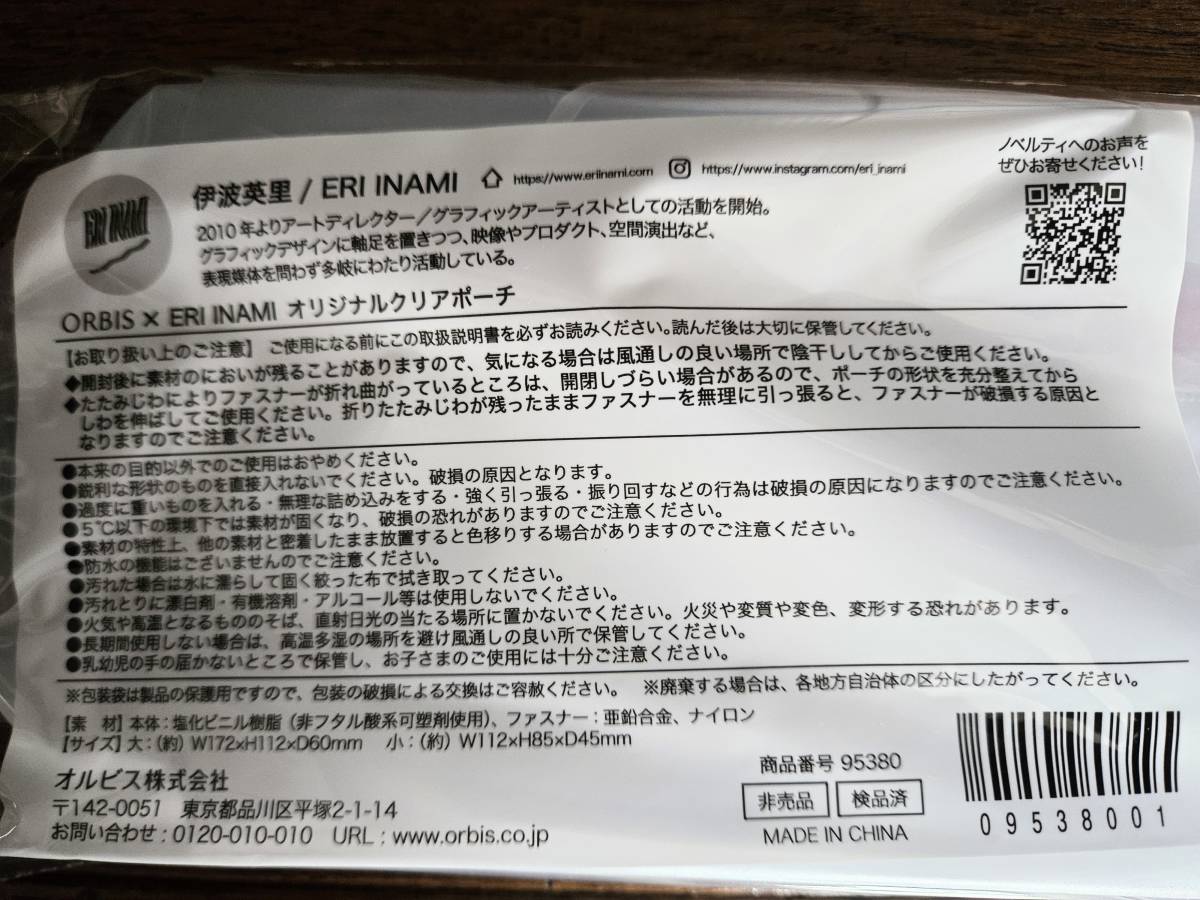 ERI INAMI
伊波英里 / ERI INAMI
https://www.eriinami.com
https://www.instagram.com/eri_inami
ノベルティへのお声を
ぜひお寄せください!
2010年よりアートディレクター/グラフィックアーティストとしての活動を開始。
グラフィックデザインに軸足を置きつつ、映像やプロダクト、空間演出など、
表現媒体を問わず多岐にわたり活動している。
ORBIS × ERI INAMI オリジナルクリアポーチ
【お取り扱い上のご注意】 ご使用になる前にこの取扱説明書を必ずお読みください。読んだ後は大切に保管してください。
◆開封後に素材のにおいが残ることがありますので、気になる場合は風通しの良い場所で陰干ししてからご使用ください。
◆たたみじわによりファスナーが折れ曲がっているところは、開閉しづらい場合があるので、ポーチの形状を充分整えてから
しわを伸ばしてご使用ください。折りたたみじわが残ったままファスナーを無理に引っ張ると、ファスナーが破損する原因と
なりますのでご注意ください。
●本来の目的以外でのご使用はおやめください。
●鋭利な形状のものを直接入れないでください。破損の原因となります。
●過度に重いものを入れる・無理な詰め込みをする・強く引っ張る・振り回すなどの行為は破損の原因になりますのでご注意ください。
●5℃以下の環境下では素材が固くなり、破損の恐れがありますのでご注意ください。
●素材の特性上、他の素材と密着したまま放置すると色移りする場合がありますのでご注意ください。
●防水の機能はございませんのでご注意ください。
●汚れた場合は水に濡らして固く絞った布で拭き取ってください。
●汚れとりに漂白剤・有機溶剤・アルコール等は使用しないでください。
●火気や高温となるもののそば、直射日光の当たる場所に置かないでください。火災や変質や変色、変形する恐れがあります。
●長期間使用しない場合は、高温多湿の場所を避け風通しの良い所で保管してください。
●乳幼児の手の届かないところで保管し、お子さまのご使用には十分ご注意ください。
※包装袋は製品の保護用ですので、包装の破損による交換はご容赦ください。 ※廃棄する場合は、各地方自治体の区分にしたがってください。
【素 材】本体:塩化ビニル樹脂(非フタル酸系可塑剤使用)、ファスナー:亜鉛合金、ナイロン
【サイズ】大:(約) W172×H112×D60mm 小:(約) W112×H85×D45mm
オルビス株式会社
〒142-0051 東京都品川区平塚2-1-14
お問い合わせ:0120-010-010 URL:www.orbis.co.jp
商品番号 95380
非売品 検品済
MADE IN CHINA
09538001